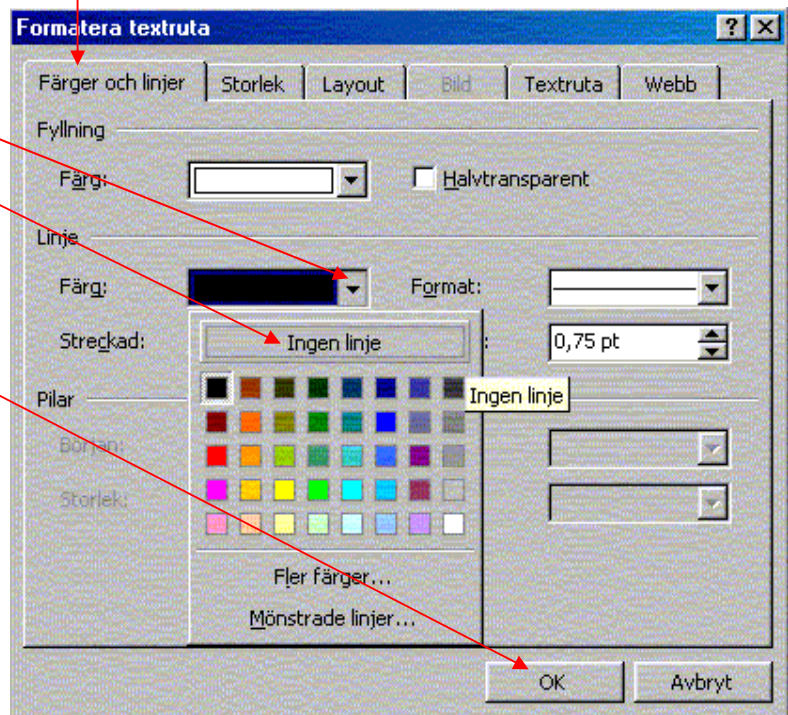 Formatera textruta
Färger och linjer Storlek Layout Bild Textruta Webb
Fyllning
Färg: Halvtransparent
Linje
Färg: Format:
Streckad: : 0,75 pt
Ingen linje
Ingen linje
Pilar
Början:
Storlek:
Fler färger...
Mönstrade linjer...
OK Avbryt